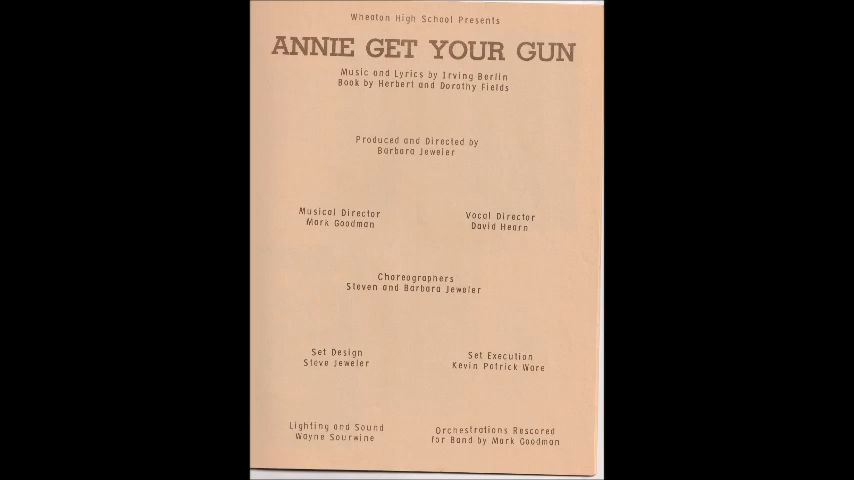 Wheaton High School Presents
ANNIE GET YOUR GUN
Music and Lyrics by Irving Berlin
Book by Herbert and Dorothy Fields
Produced and Directed by
Barbara Jeweler
Musical Director
Mark Goodman
Vocal Director
David Hearn
Choreographers
Steven and Barbara Jeweler
Set Design
Steve Jeweler
Set Execution
Kevin Patrick Ware
Lighting and Sound
Wayne Sourwine
Orchestrations Rescored
for Band by Mark Goodman